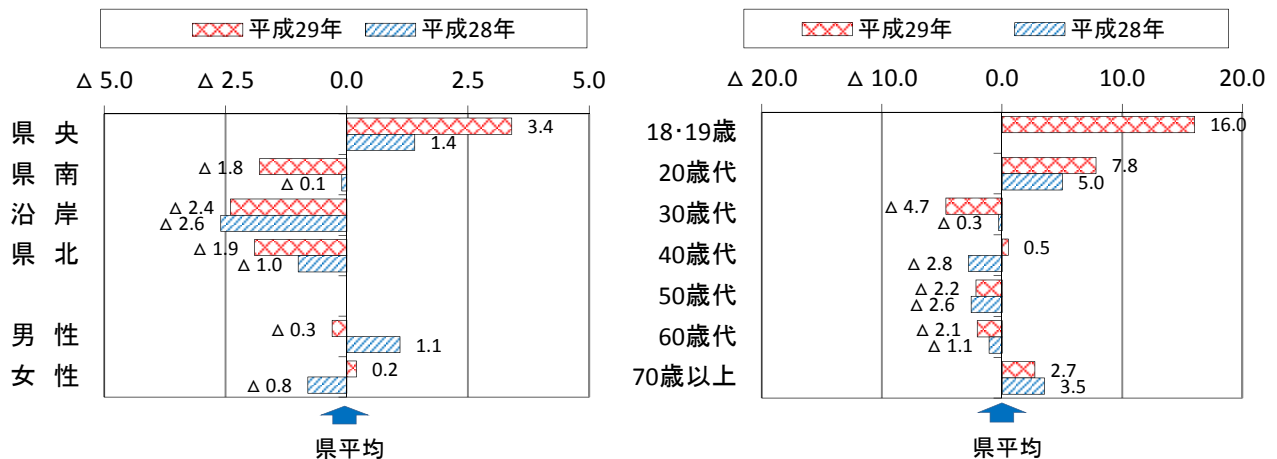 平成29年 平成28年
△ 5.0 △ 2.5 0.0 2.5 5.0
県 央 3.4
1.4
県 南 △ 1.8
△ 0.1
沿 岸 △ 2.4
△ 2.6
県 北 △ 1.9
△ 1.0
男 性 △ 0.3
1.1
女 性 0.2
△ 0.8
県平均
平成29年 平成28年
△ 20.0 △ 10.0 0.0 10.0 20.0
18･19歳 16.0
20歳代 7.8
5.0
30歳代 △ 4.7
△ 0.3
40歳代 0.5
△ 2.8
50歳代 △ 2.2
△ 2.6
60歳代 △ 2.1
△ 1.1
70歳以上 2.7
3.5
県平均